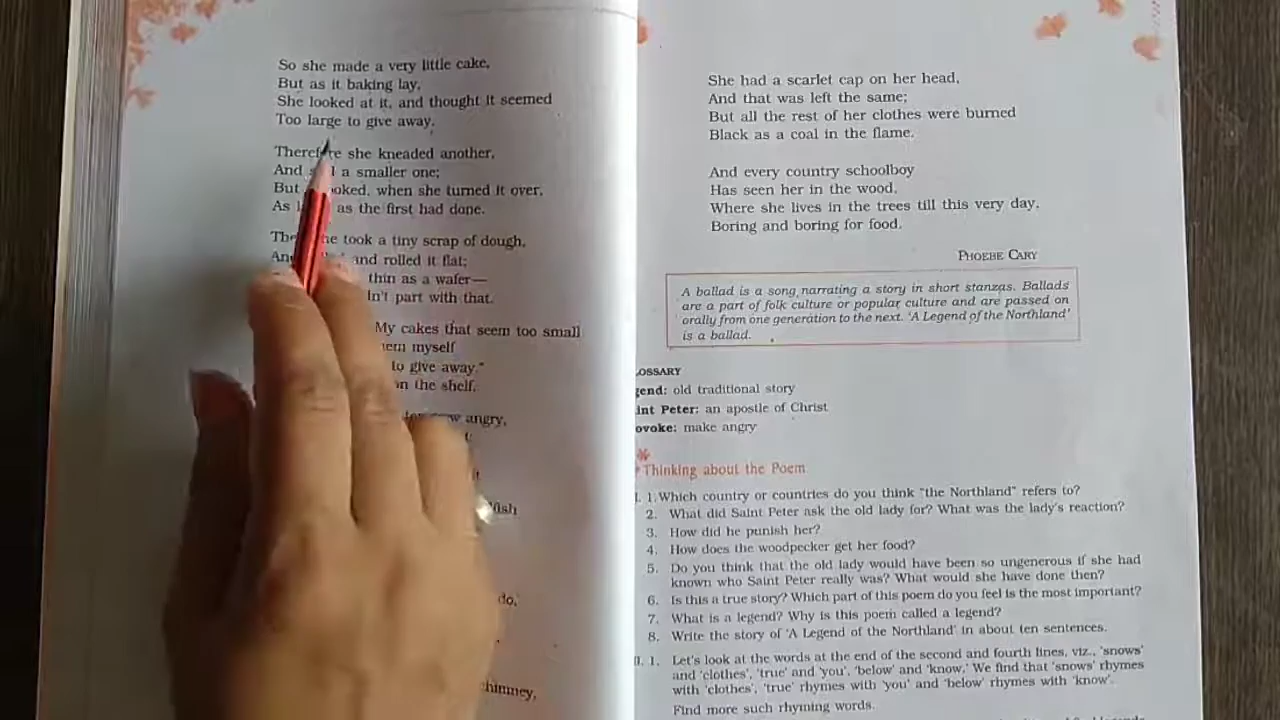 So she made a very little cake,
But as it baking lay,
She looked at it, and thought it seemed
Too large to give away.
Therefore she kneaded another,
And a smaller one;
But looked, when she turned it over,
As as the first had done.
he took a tiny scrap of dough,
and rolled it flat;
thin as a wafer—
part with that.
My cakes that seem too small
myself
to give away."
on the shelf.
angry,
do,
chimney,
She had a scarlet cap on her head,
And that was left the same;
But all the rest of her clothes were burned
Black as a coal in the flame.
And every country schoolboy
Has seen her in the wood,
Where she lives in the trees till this very day,
Boring and boring for food.
PHOEBE CARY
A ballad is a song narrating a story in short stanzas. Ballads
are a part of folk culture or popular culture and are passed on
orally from one generation to the next. 'A Legend of the Northland'
is a ballad.
LOSSARY
gend: old traditional story
int Peter: an apostle of Christ
ovoke: make angry
Thinking about the Poem
I. 1. Which country or countries do you think "the Northland" refers to?
2. What did Saint Peter ask the old lady for? What was the lady's reaction?
3. How did he punish her?
4. How does the woodpecker get her food?
5. Do you think that the old lady would have been so ungenerous if she had
known who Saint Peter really was? What would she have done then?
6. Is this a true story? Which part of this poem do you feel is the most important?
7. What is a legend? Why is this poem called a legend?
8. Write the story of 'A Legend of the Northland' in about ten sentences.
II. 1. Let's look at the words at the end of the second and fourth lines, viz., 'snows'
and 'clothes', 'true' and 'you', 'below' and 'know.' We find that 'snows' rhymes
with 'clothes', 'true' rhymes with 'you' and 'below' rhymes with 'know'.
Find more such rhyming words.